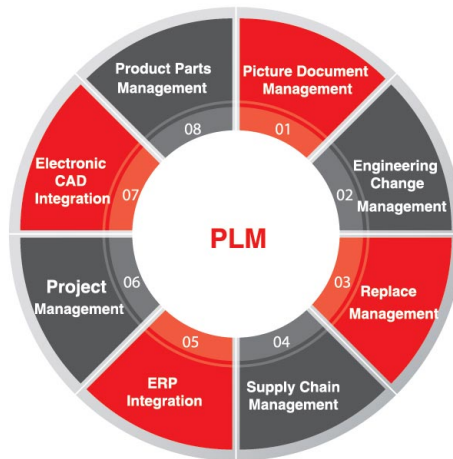 Picture Document
Management
01
Engineering
Change
Management
02
Replace
Management
03
Supply Chain
Management
04
ERP
Integration
05
Project
Management
06
Electronic
CAD
Integration
07
Product Parts
Management
08
PLM